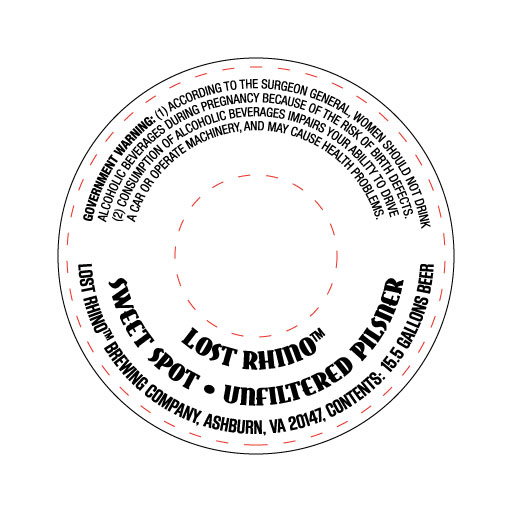 GOVERNMENT WARNING: (1) ACCORDING TO THE SURGEON GENERAL, WOMEN SHOULD NOT DRINK
ALCOHOLIC BEVERAGES DURING PREGNANCY BECAUSE OF THE RISK OF BIRTH DEFECTS.
(2) CONSUMPTION OF ALCOHOLIC BEVERAGES IMPAIRS YOUR ABILITY TO DRIVE
A CAR OR OPERATE MACHINERY, AND MAY CAUSE HEALTH PROBLEMS.
LOST RHINO™
SWEET SPOT • UNFILTERED PILSNER
LOST RHINO™ BREWING COMPANY, ASHBURN, VA 20147, CONTENTS: 15.5 GALLONS BEER